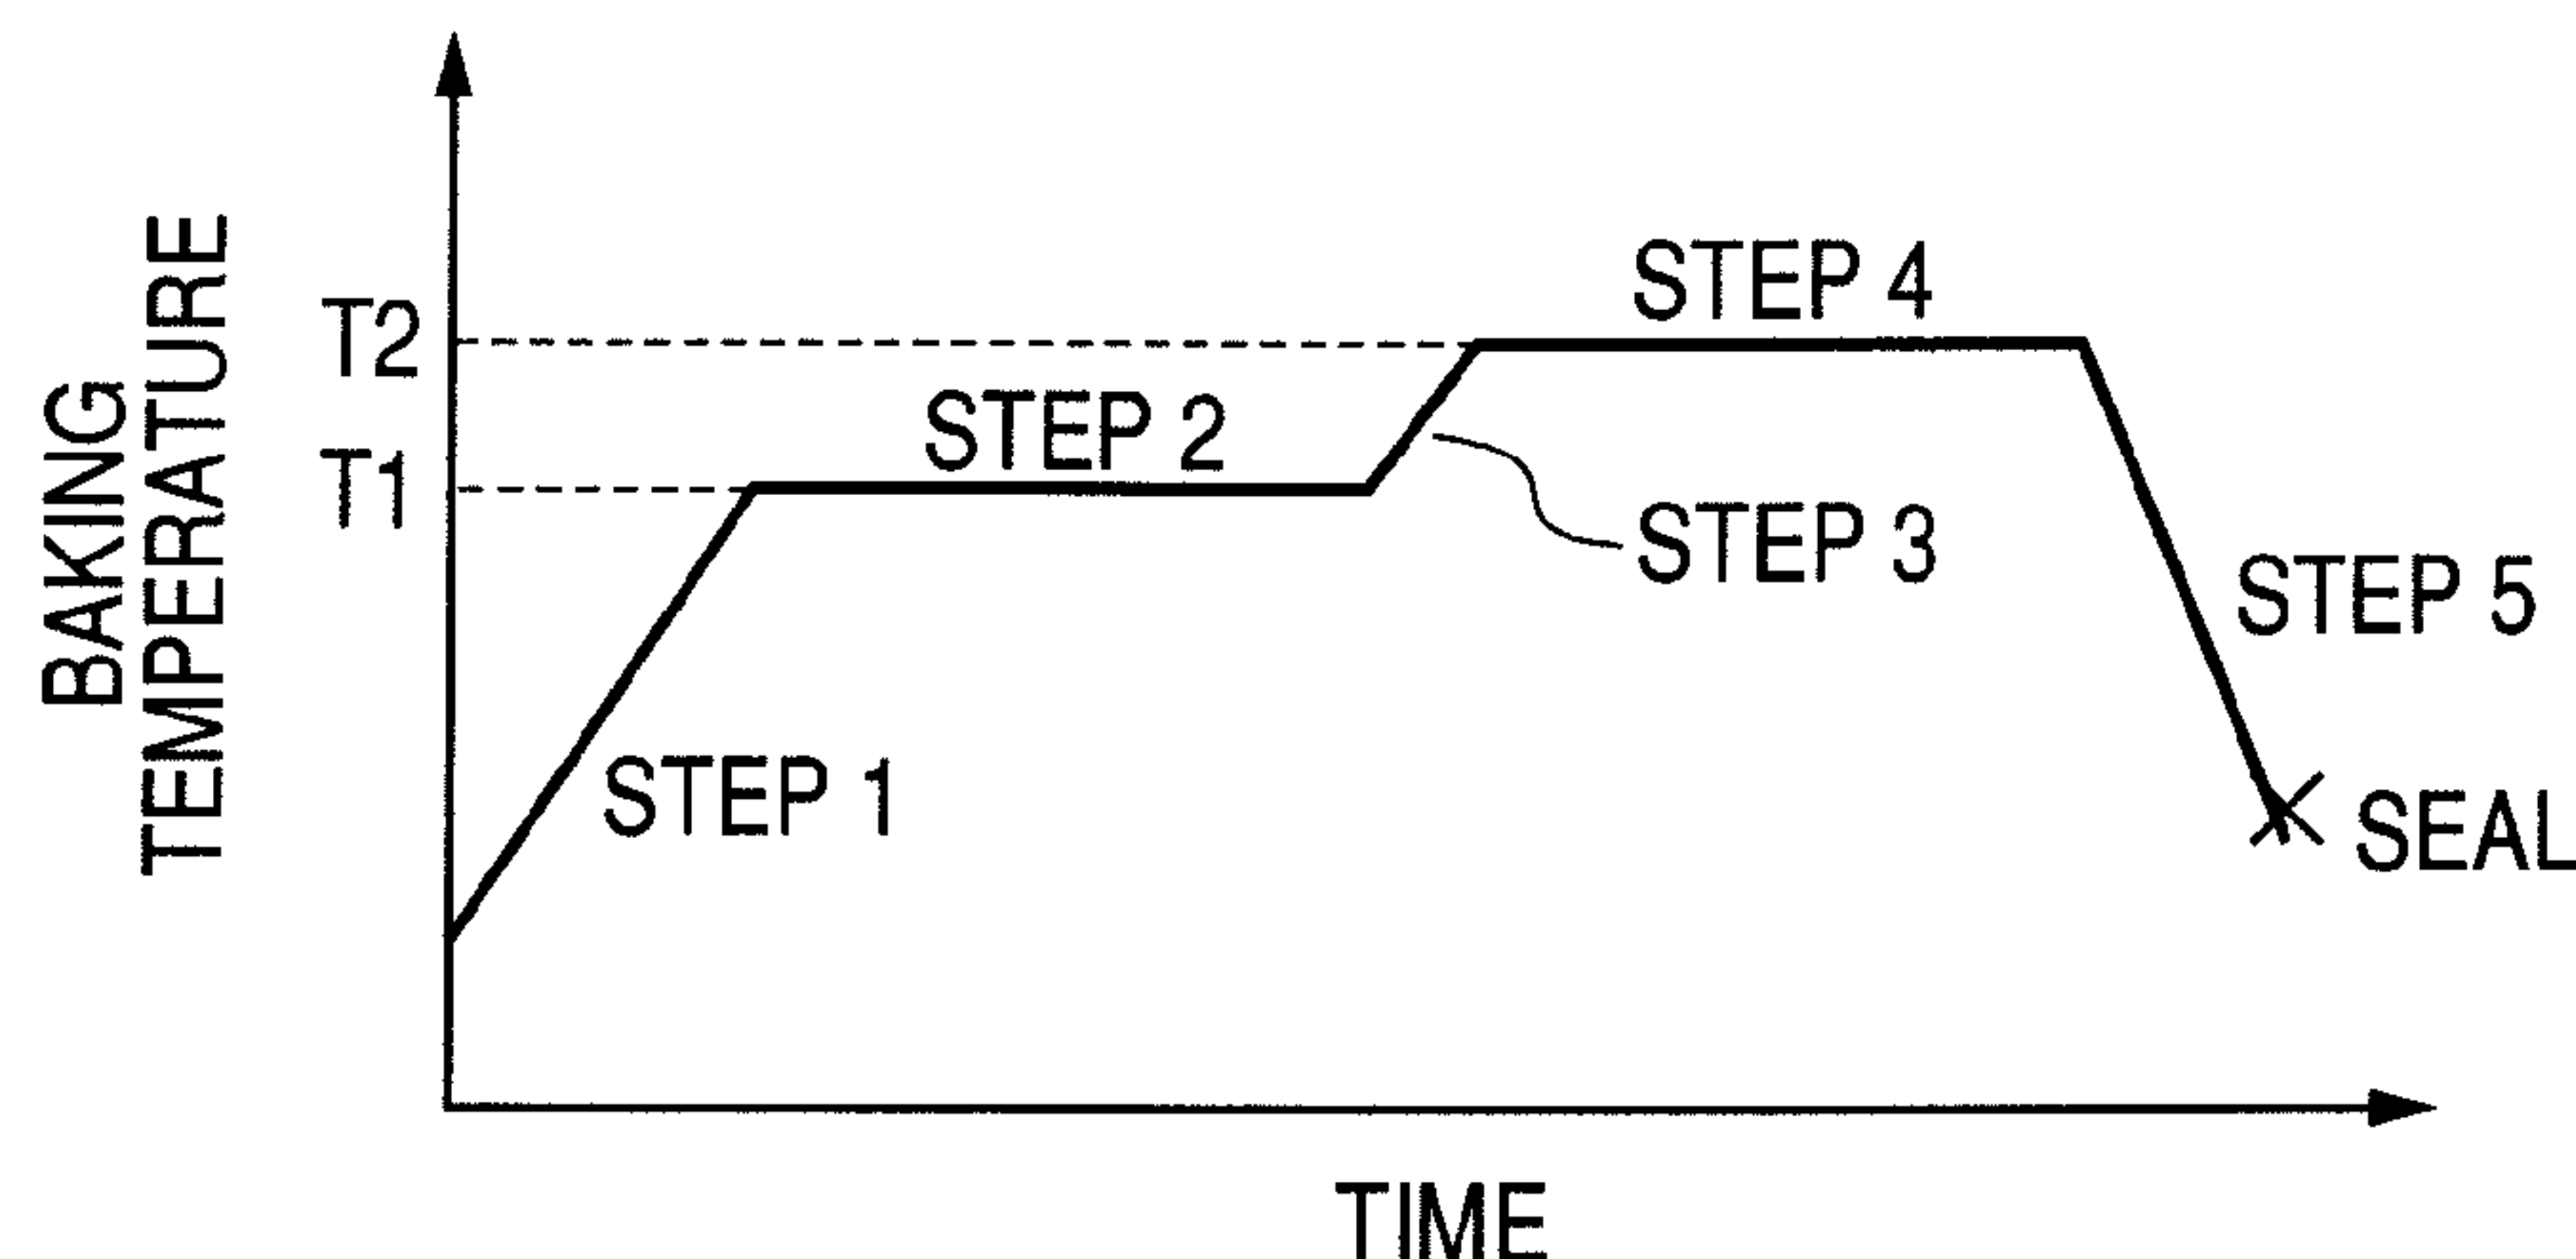 BAKING
TEMPERATURE
T2
T1
STEP 1
STEP 2
STEP 3
STEP 4
STEP 5
SEAL
TIME